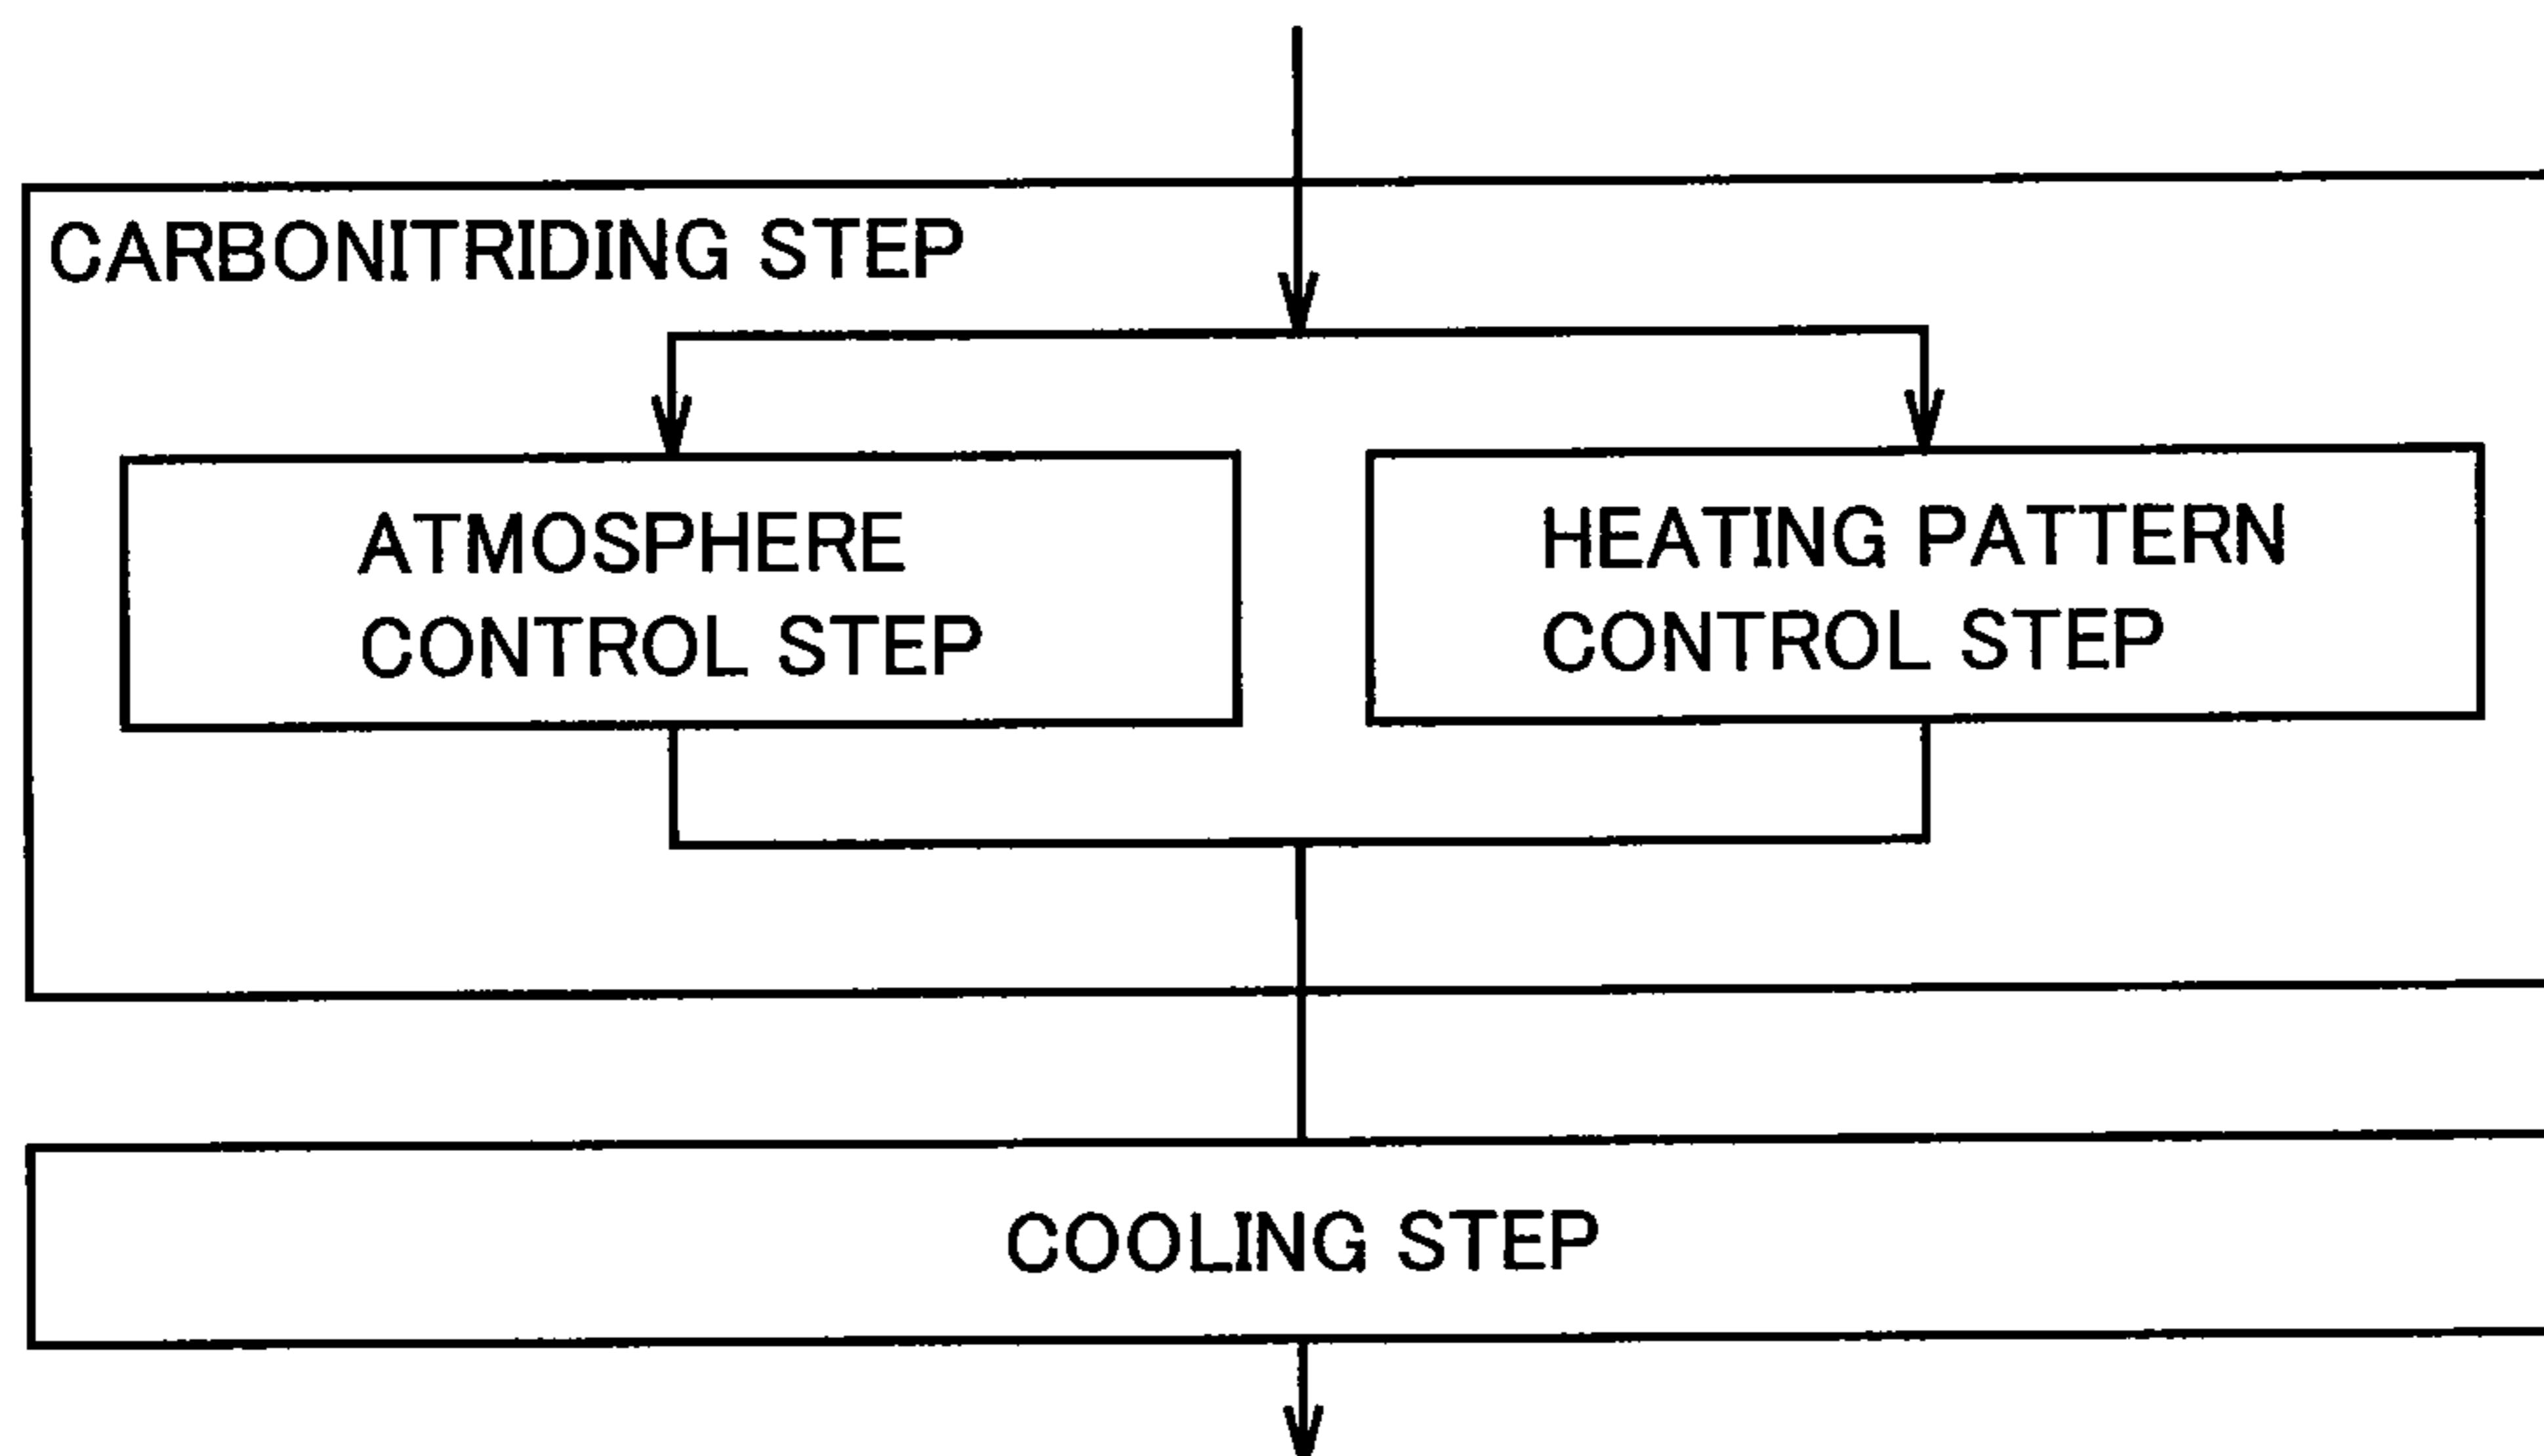 CARBONITRIDING STEP
ATMOSPHERE
CONTROL STEP
HEATING PATTERN
CONTROL STEP
COOLING STEP